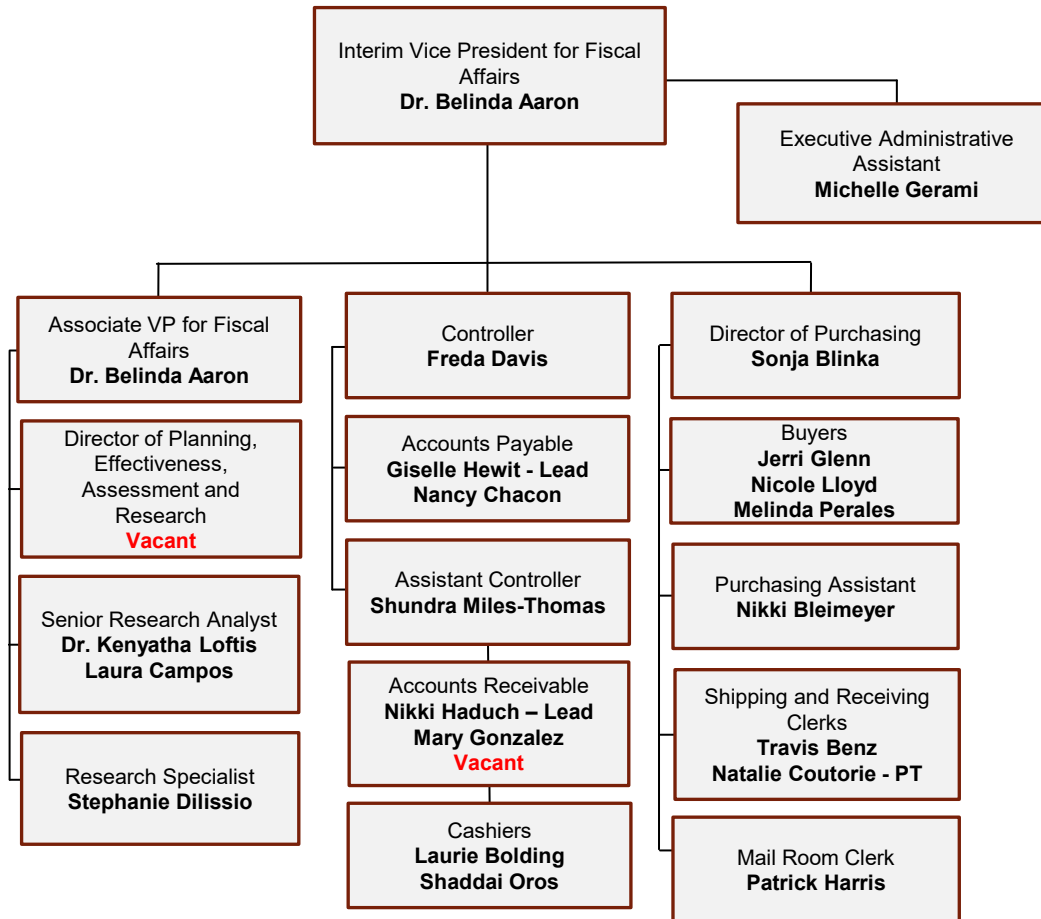 Interim Vice President for Fiscal
Affairs
Dr. Belinda Aaron
Executive Administrative
Assistant
Michelle Gerami
Associate VP for Fiscal
Affairs
Dr. Belinda Aaron
Director of Planning,
Effectiveness,
Assessment and
Research
Vacant
Senior Research Analyst
Dr. Kenyatha Loftis
Laura Campos
Research Specialist
Stephanie Dilissio
Controller
Freda Davis
Accounts Payable
Giselle Hewit - Lead
Nancy Chacon
Assistant Controller
Shundra Miles-Thomas
Accounts Receivable
Nikki Haduch – Lead
Mary Gonzalez
Vacant
Cashiers
Laurie Bolding
Shaddai Oros
Director of Purchasing
Sonja Blinka
Buyers
Jerri Glenn
Nicole Lloyd
Melinda Perales
Purchasing Assistant
Nikki Bleimeyer
Shipping and Receiving
Clerks
Travis Benz
Natalie Coutorie - PT
Mail Room Clerk
Patrick Harris